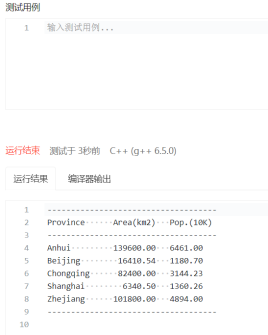 测试用例
1 输入测试用例...
运行结束 测试于 3秒前 C++ (g++ 6.5.0)
运行结果 编译器输出
1 -----------------------------------
2 Province······Area(km2)···Pop.(10K)
3 -----------------------------------
4 Anhui·········139600.00···6461.00
5 Beijing········16410.54···1180.70
6 Chongqing······82400.00···3144.23
7 Shanghai········6340.50···1360.26
8 Zhejiang······101800.00···4894.00
9 -----------------------------------
10